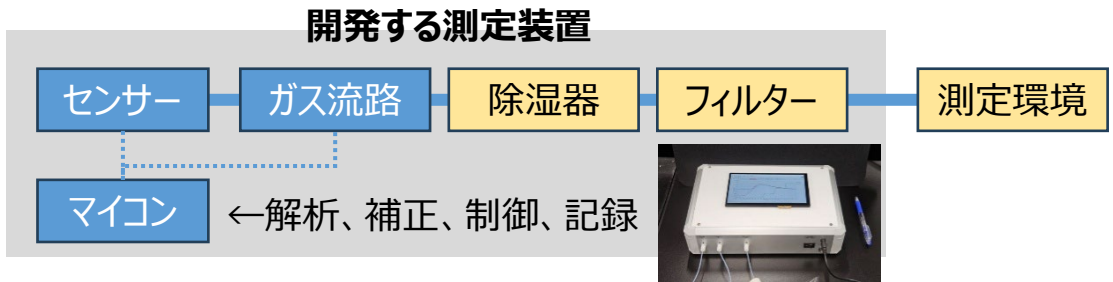 開発する測定装置
センサー
ガス流路
除湿器
フィルター
測定環境
マイコン
←解析、補正、制御、記録